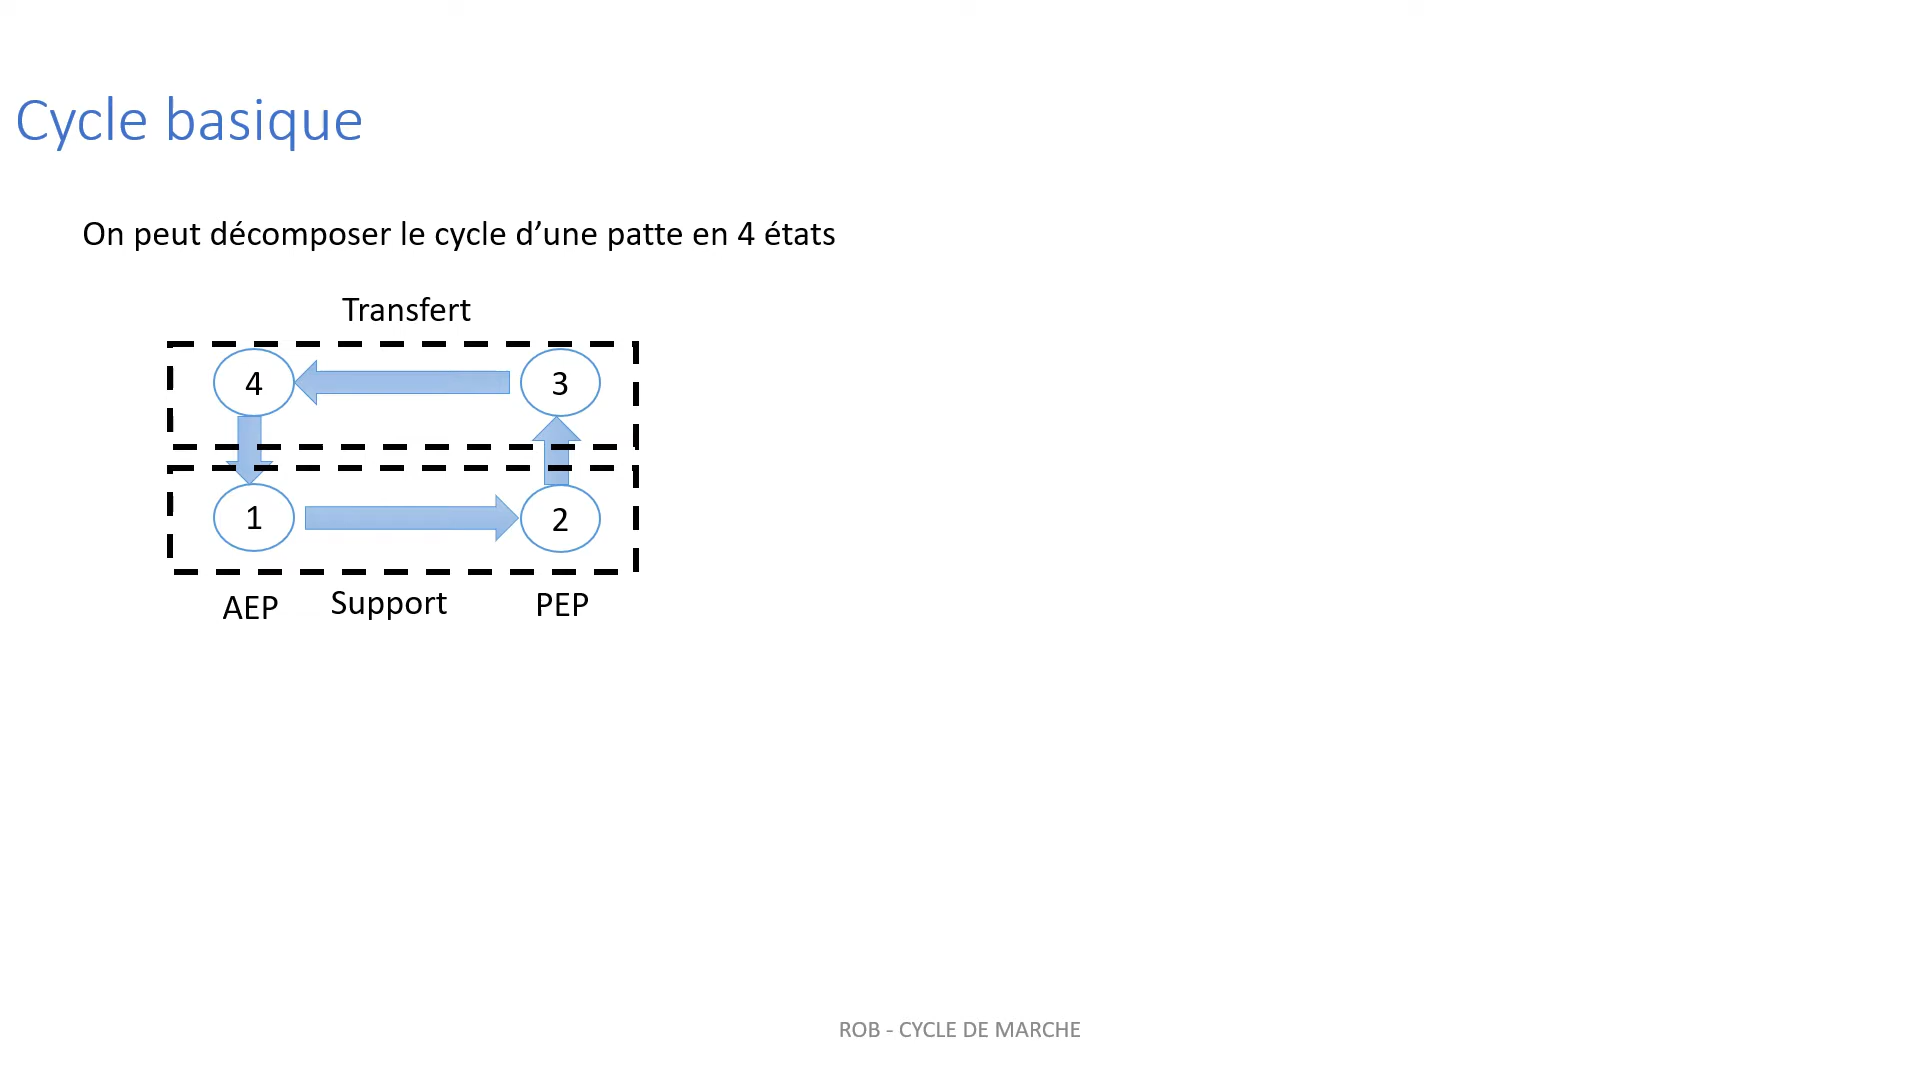 Cycle basique
On peut décomposer le cycle d’une patte en 4 états
Transfert
4
3
1
2
AEP
Support
PEP
ROB - CYCLE DE MARCHE